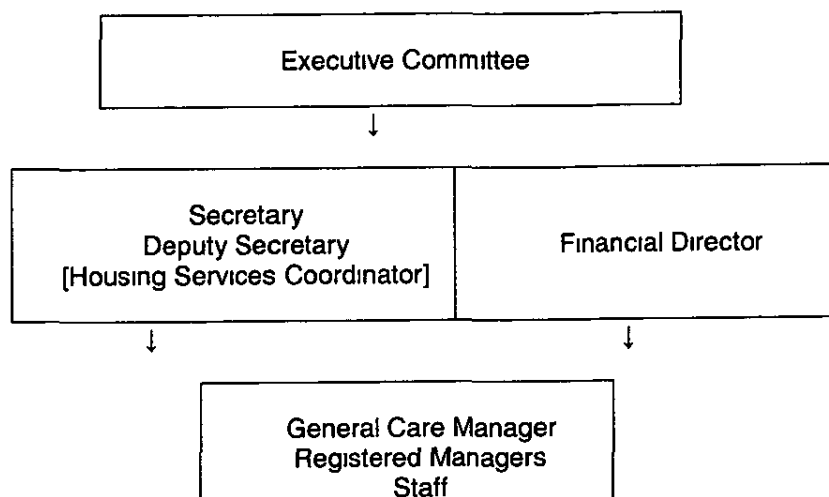 Executive Committee
↓
Secretary
Deputy Secretary
[Housing Services Coordinator]
Financial Director
↓ ↓
General Care Manager
Registered Managers
Staff